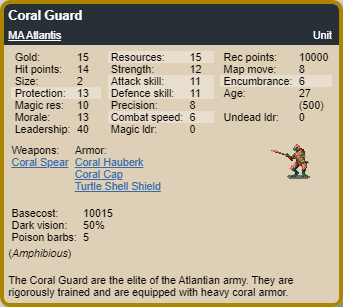 Coral Guard
MA Atlantis Unit
Gold: 15 Resources: 15 Rec points: 10000
Hit points: 14 Strength: 12 Map move: 8
Size: 2 Attack skill: 11 Encumbrance: 6
Protection: 13 Defence skill: 11 Age: 27
Magic res: 10 Precision: 8 (500)
Morale: 13 Combat speed: 6 Undead ldr: 0
Leadership: 40 Magic ldr: 0
Weapons: Armor:
Coral Spear Coral Hauberk
Coral Cap
Turtle Shell Shield
Basecost: 10015
Dark vision: 50%
Poison barbs: 5
(Amphibious)
The Coral Guard are the elite of the Atlantian army. They are
rigorously trained and are equipped with heavy coral armor.